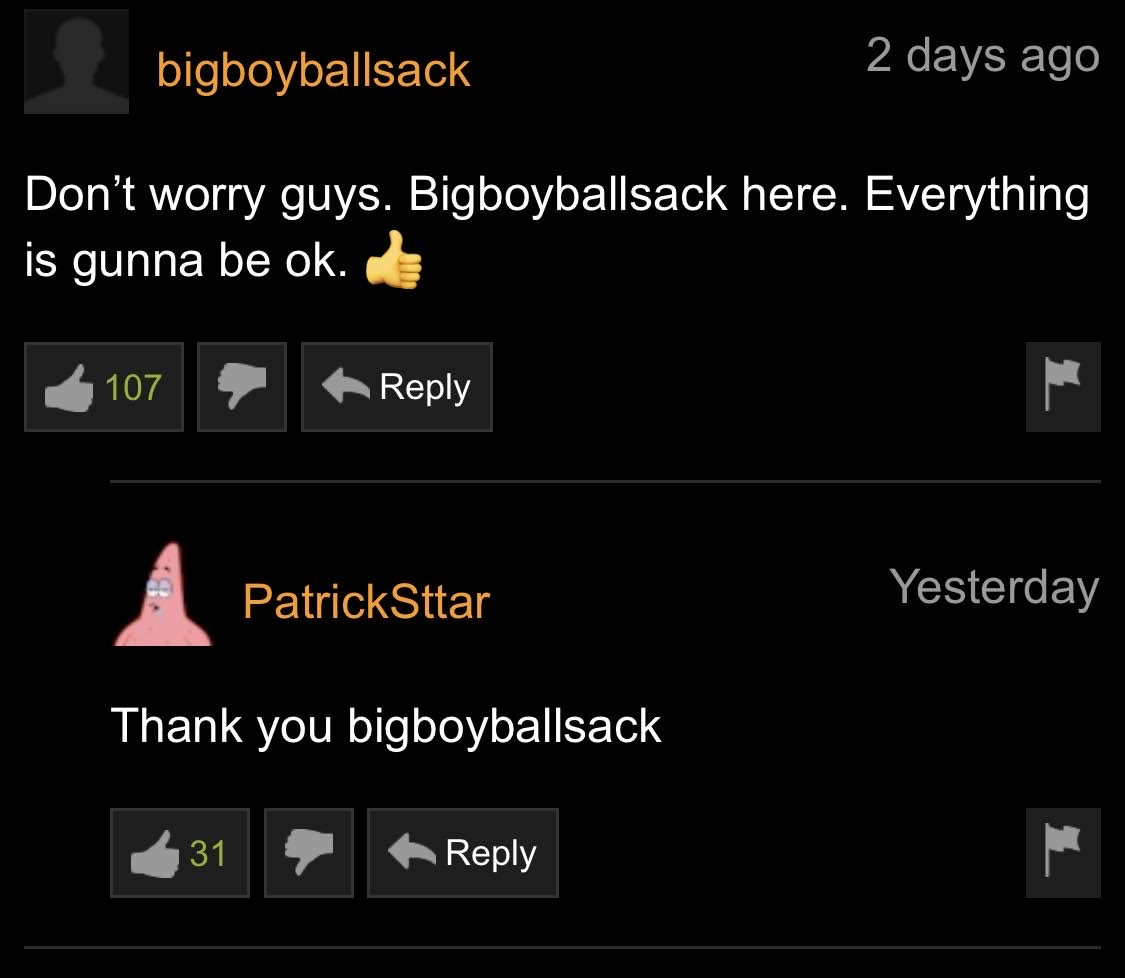 bigboyballsack
2 days ago
Don’t worry guys. Bigboyballsack here. Everything
is gunna be ok. 👍
107
Reply
PatrickSttar
Yesterday
Thank you bigboyballsack
31
Reply